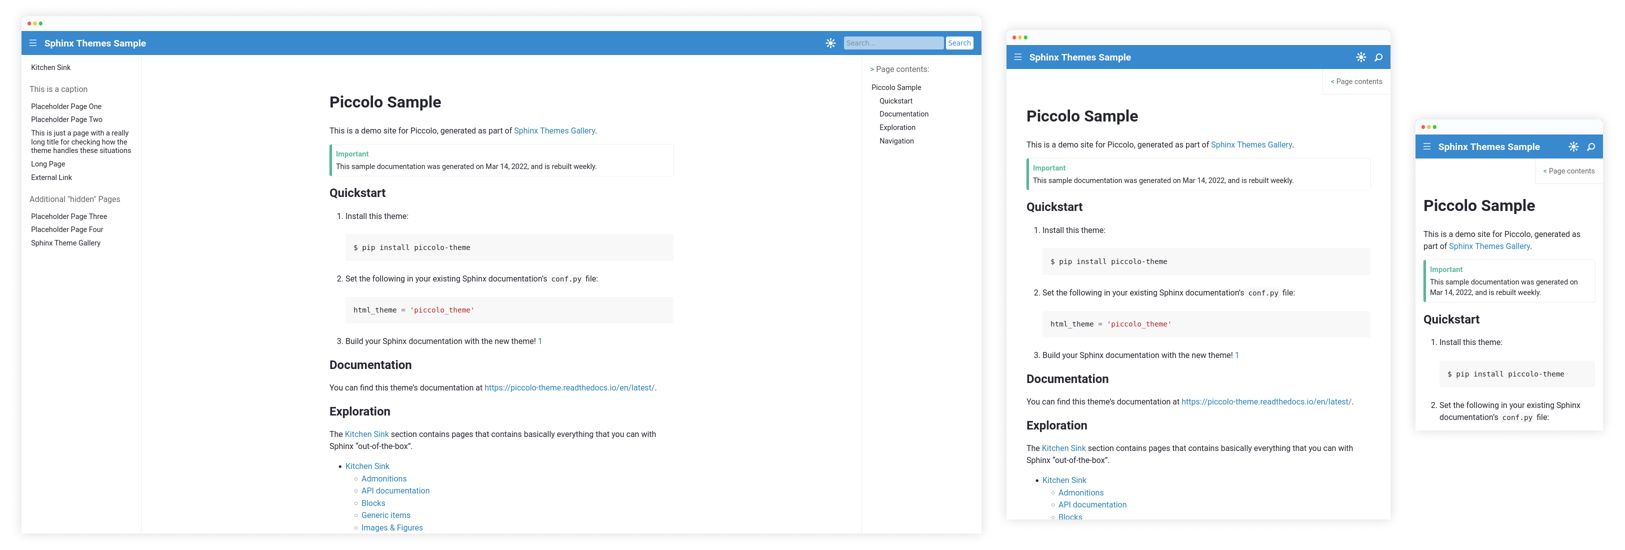 Sphinx Themes Sample
Search...
Search
Kitchen Sink
This is a caption
Placeholder Page One
Placeholder Page Two
This is just a page with a really
long title for checking how the
theme handles these situations
Long Page
External Link
Additional "hidden" Pages
Placeholder Page Three
Placeholder Page Four
Sphinx Theme Gallery
Piccolo Sample
This is a demo site for Piccolo, generated as part of Sphinx Themes Gallery.
Important
This sample documentation was generated on Mar 14, 2022, and is rebuilt weekly.
Quickstart
1. Install this theme:
$ pip install piccolo-theme
2. Set the following in your existing Sphinx documentation's conf.py file:
html_theme = 'piccolo_theme'
3. Build your Sphinx documentation with the new theme! 1
Documentation
You can find this theme's documentation at https://piccolo-theme.readthedocs.io/en/latest/.
Exploration
The Kitchen Sink section contains pages that contains basically everything that you can with
Sphinx “out-of-the-box”.
Kitchen Sink
Admonitions
API documentation
Blocks
Generic items
Images & Figures
> Page contents:
Piccolo Sample
Quickstart
Documentation
Exploration
Navigation
Sphinx Themes Sample
< Page contents
Piccolo Sample
This is a demo site for Piccolo, generated as part of Sphinx Themes Gallery.
Important
This sample documentation was generated on Mar 14, 2022, and is rebuilt weekly.
Quickstart
1. Install this theme:
$ pip install piccolo-theme
2. Set the following in your existing Sphinx documentation's conf.py file:
html_theme = 'piccolo_theme'
3. Build your Sphinx documentation with the new theme! 1
Documentation
You can find this theme's documentation at https://piccolo-theme.readthedocs.io/en/latest/.
Exploration
The Kitchen Sink section contains pages that contains basically everything that you can with
Sphinx “out-of-the-box”.
Kitchen Sink
Admonitions
API documentation
Blocks
Sphinx Themes Sample
< Page contents
Piccolo Sample
This is a demo site for Piccolo, generated as
part of Sphinx Themes Gallery.
Important
This sample documentation was generated on
Mar 14, 2022, and is rebuilt weekly.
Quickstart
1. Install this theme:
$ pip install piccolo-theme
2. Set the following in your existing Sphinx
documentation's conf.py file: